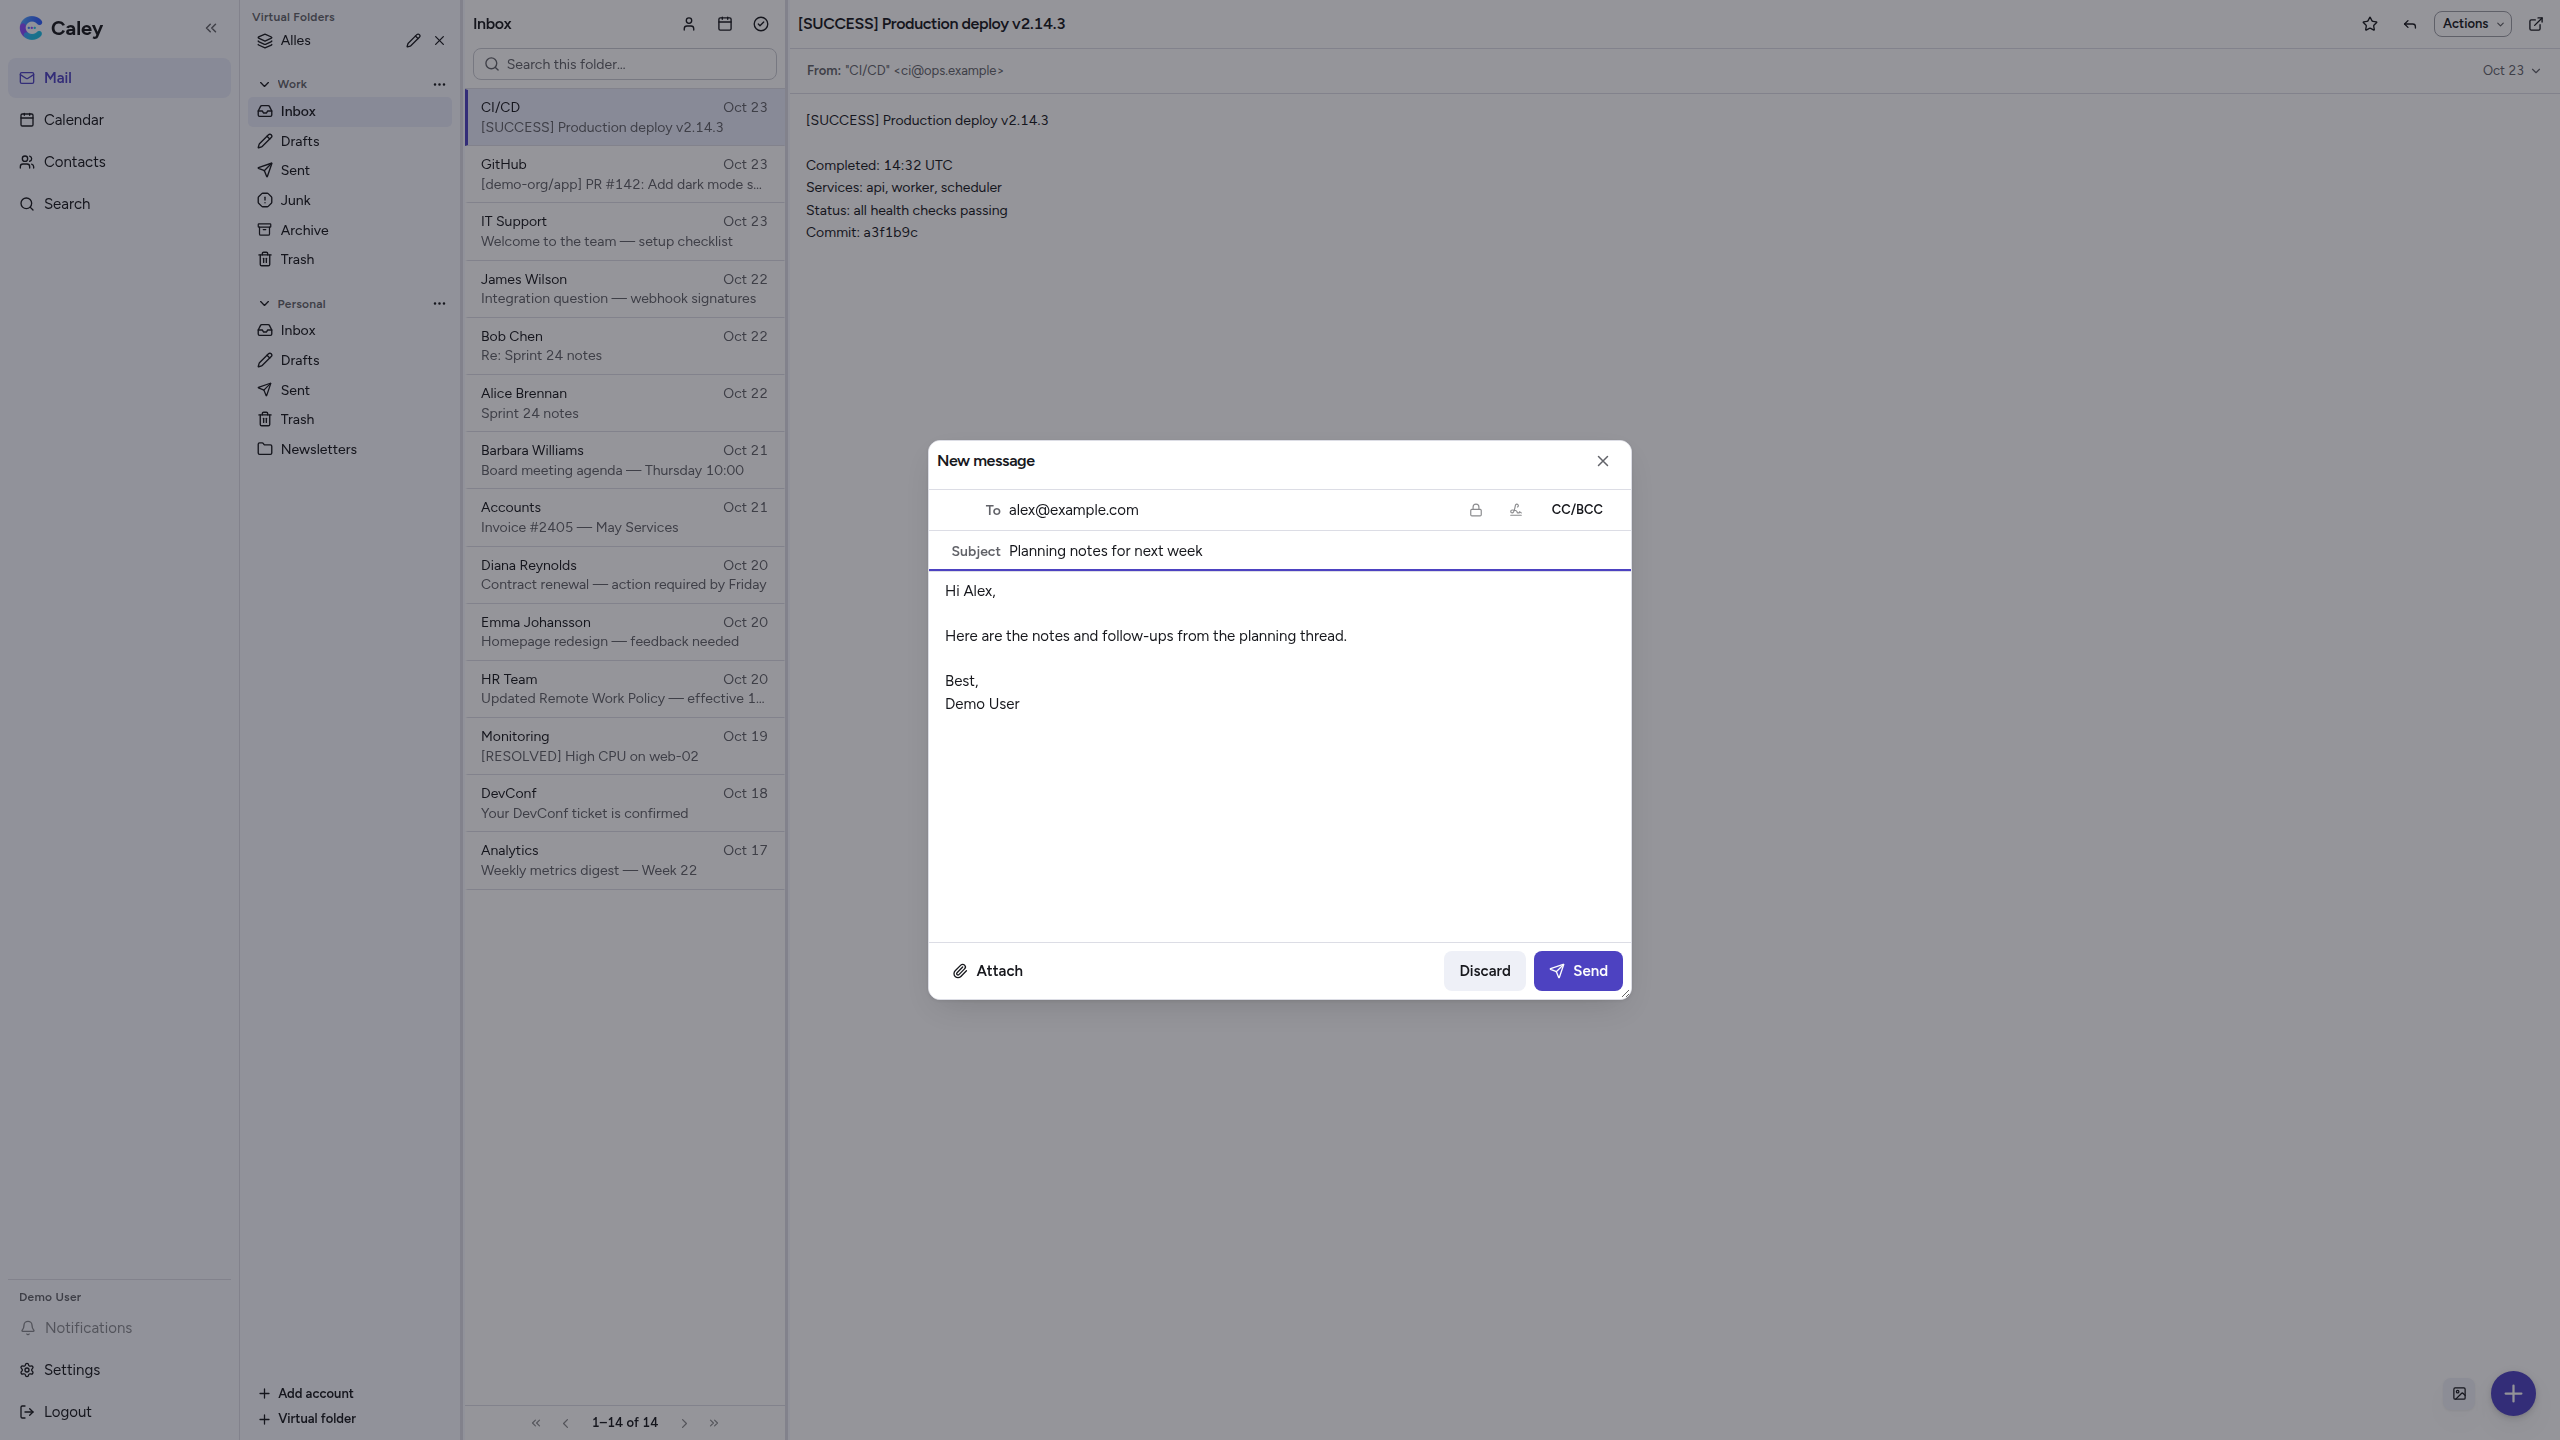 Caley
Mail
Calendar
Contacts
Search
Demo User
Notifications
Settings
Logout
Virtual Folders
Alles
Work
Inbox
Drafts
Sent
Junk
Archive
Trash
Personal
Inbox
Drafts
Sent
Trash
Newsletters
Add account
Virtual folder
Inbox
Search this folder...
CI/CD Oct 23
[SUCCESS] Production deploy v2.14.3
GitHub Oct 23
[demo-org/app] PR #142: Add dark mode s...
IT Support Oct 23
Welcome to the team — setup checklist
James Wilson Oct 22
Integration question — webhook signatures
Bob Chen Oct 22
Re: Sprint 24 notes
Alice Brennan Oct 22
Sprint 24 notes
Barbara Williams Oct 21
Board meeting agenda — Thursday 10:00
Accounts Oct 21
Invoice #2405 — May Services
Diana Reynolds Oct 20
Contract renewal — action required by Friday
Emma Johansson Oct 20
Homepage redesign — feedback needed
HR Team Oct 20
Updated Remote Work Policy — effective 1...
Monitoring Oct 19
[RESOLVED] High CPU on web-02
DevConf Oct 18
Your DevConf ticket is confirmed
Analytics Oct 17
Weekly metrics digest — Week 22
1–14 of 14
[SUCCESS] Production deploy v2.14.3
Actions
From: "CI/CD" <ci@ops.example> Oct 23
[SUCCESS] Production deploy v2.14.3
Completed: 14:32 UTC
Services: api, worker, scheduler
Status: all health checks passing
Commit: a3f1b9c
New message
To alex@example.com CC/BCC
Subject Planning notes for next week
Hi Alex,
Here are the notes and follow-ups from the planning thread.
Best,
Demo User
Attach
Discard
Send